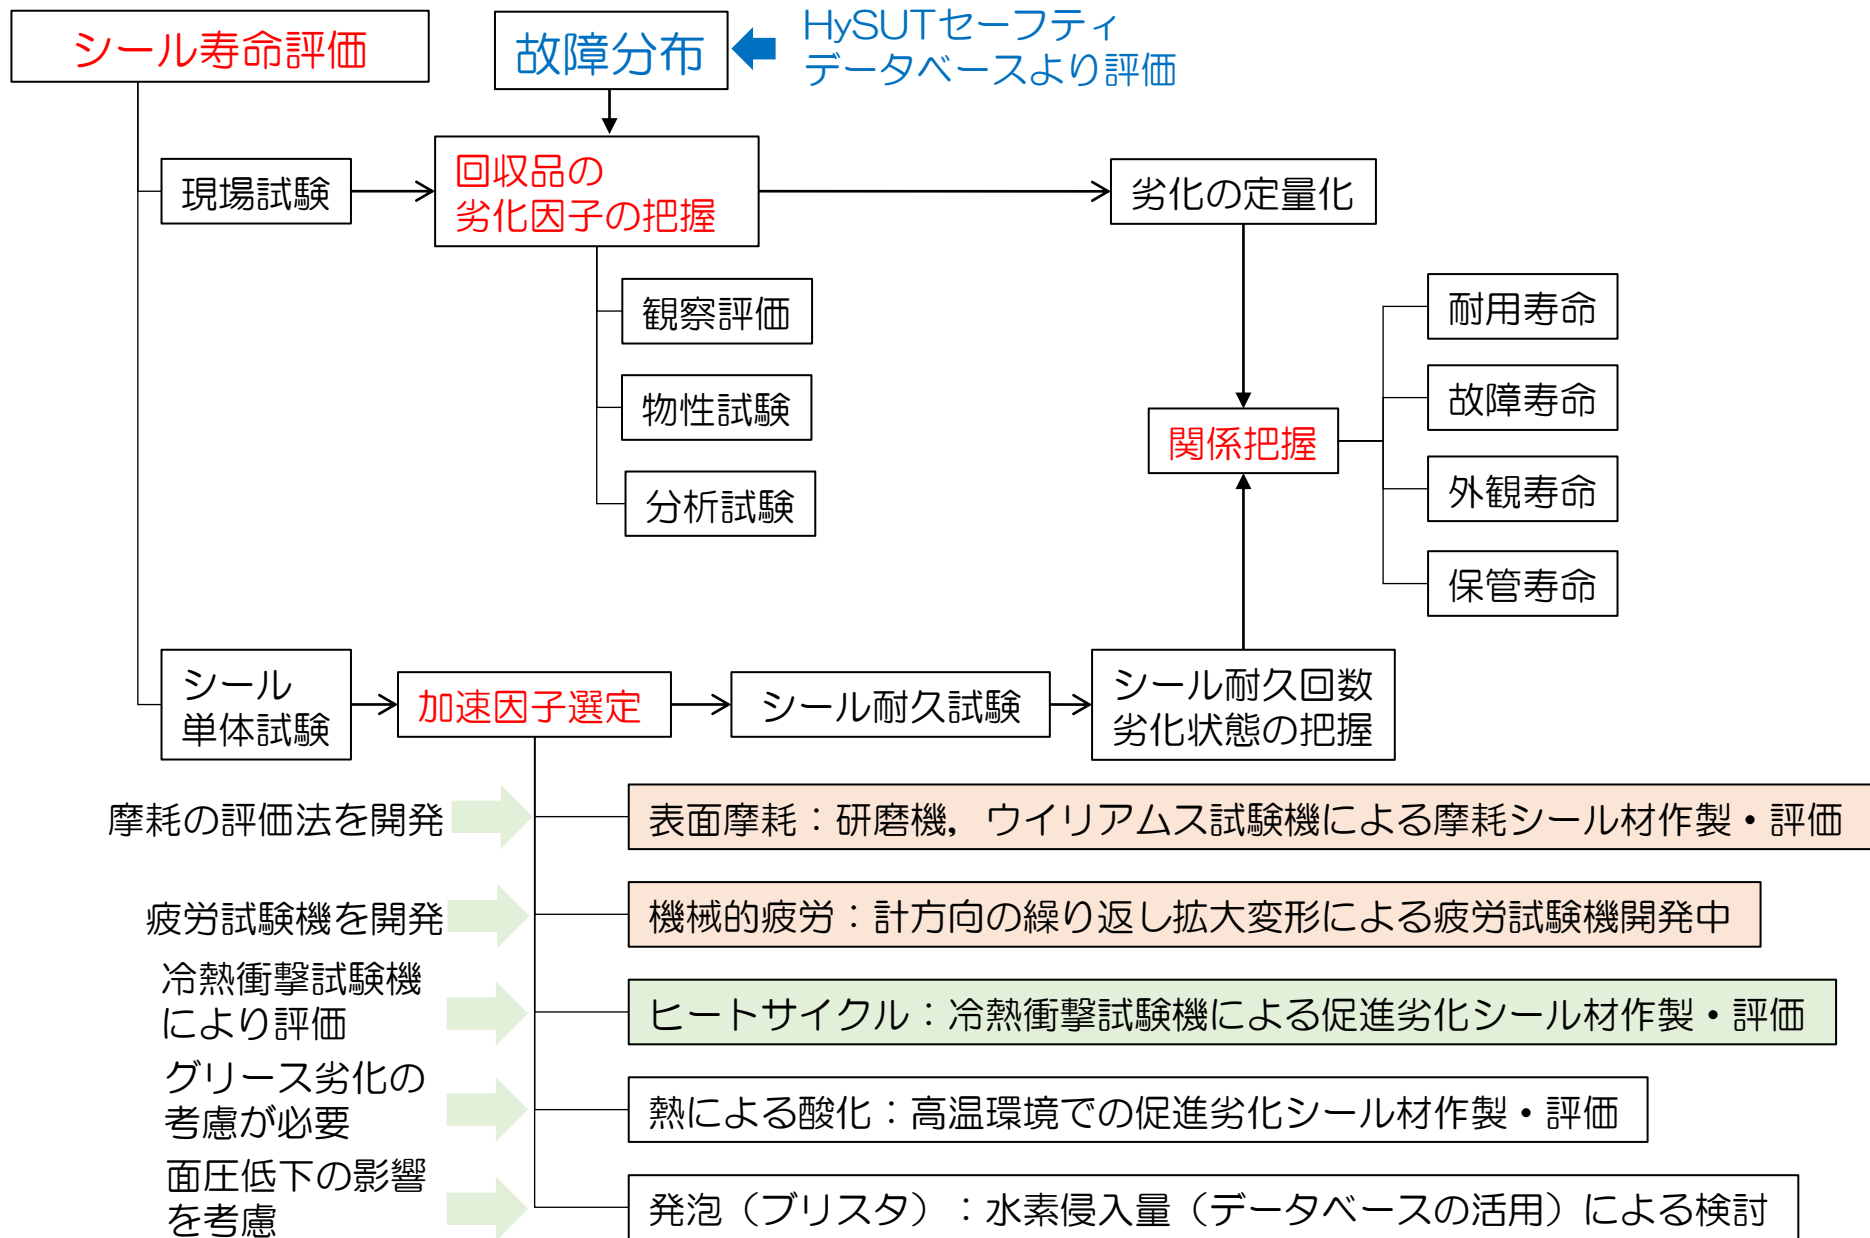 シール寿命評価
故障分布
HySUTセーフティ
データベースより評価
現場試験
回収品の
劣化因子の把握
劣化の定量化
観察評価
物性試験
分析試験
関係把握
耐用寿命
故障寿命
外観寿命
保管寿命
シール
単体試験
加速因子選定
シール耐久試験
シール耐久回数
劣化状態の把握
摩耗の評価法を開発
表面摩耗：研磨機，ウイリアムス試験機による摩耗シール材作製・評価
疲労試験機を開発
機械的疲労：計方向の繰り返し拡大変形による疲労試験機開発中
冷熱衝撃試験機
により評価
ヒートサイクル：冷熱衝撃試験機による促進劣化シール材作製・評価
グリース劣化の
考慮が必要
熱による酸化：高温環境での促進劣化シール材作製・評価
面圧低下の影響
を考慮
発泡（ブリスタ）：水素侵入量（データベースの活用）による検討